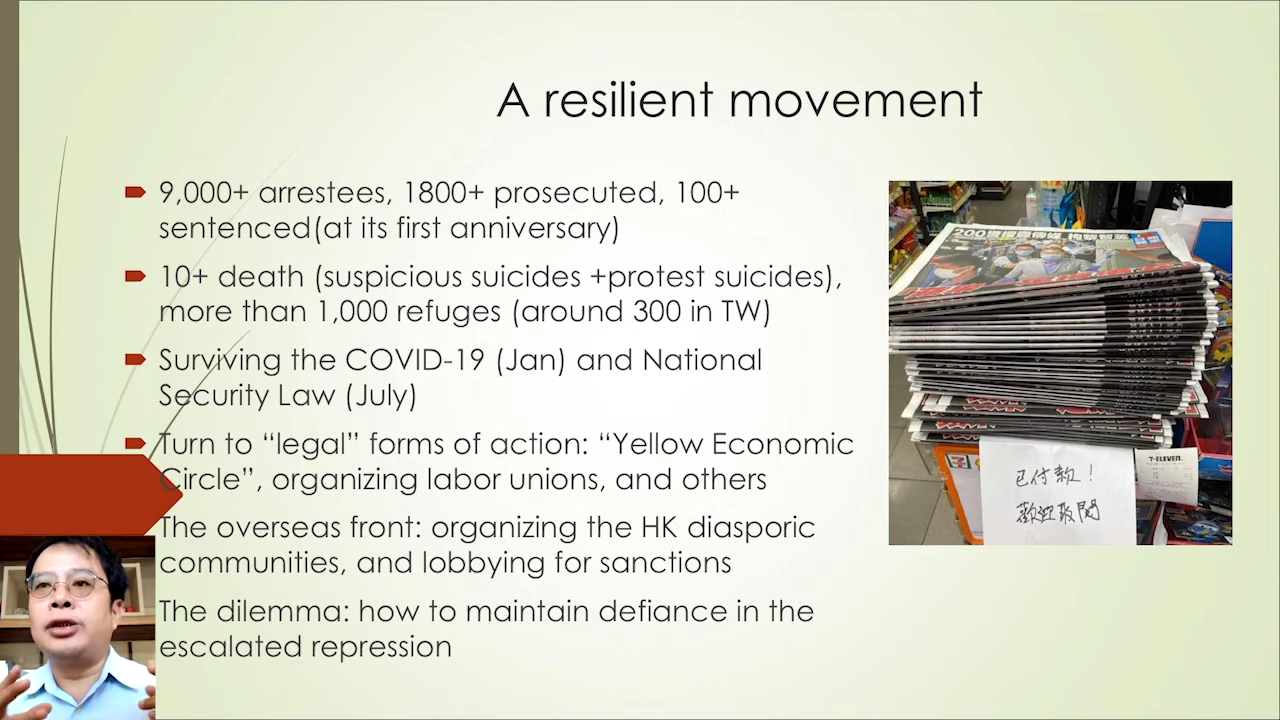 A resilient movement
9,000+ arrestees, 1800+ prosecuted, 100+
sentenced(at its first anniversary)
10+ death (suspicious suicides +protest suicides),
more than 1,000 refuges (around 300 in TW)
Surviving the COVID-19 (Jan) and National
Security Law (July)
Turn to “legal” forms of action: “Yellow Economic
Circle”, organizing labor unions, and others
The overseas front: organizing the HK diasporic
communities, and lobbying for sanctions
The dilemma: how to maintain defiance in the
escalated repression
7-ELEVEN.
已付款！
歡迎取閱